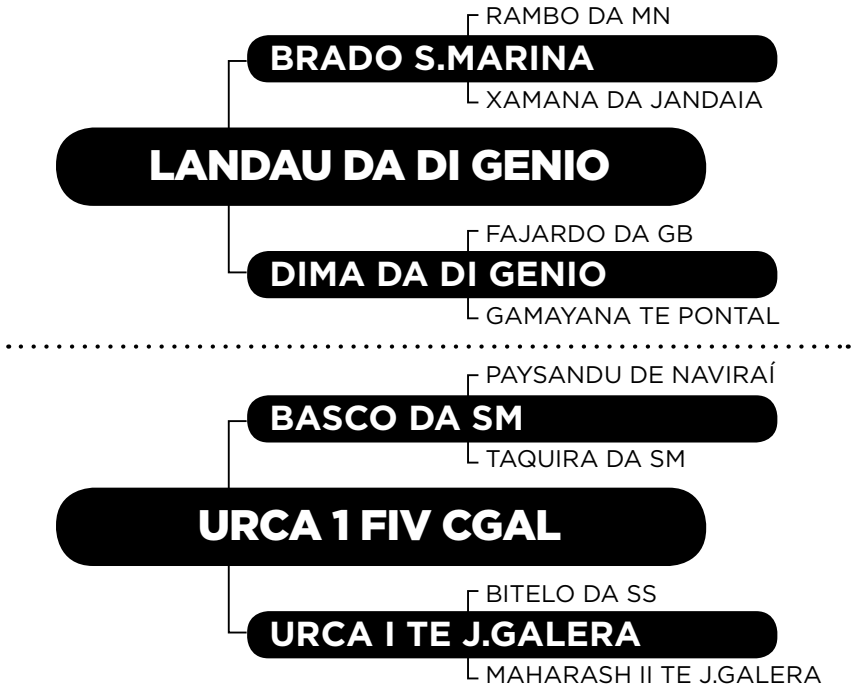 RAMBO DA MN
BRADO S.MARINA
XAMANA DA JANDAIA
LANDAU DA DI GENIO
FAJARDO DA GB
DIMA DA DI GENIO
GAMAYANA TE PONTAL
PAYSANDU DE NAVIRAÍ
BASCO DA SM
TAQUIRA DA SM
URCA 1 FIV CGAL
BITELO DA SS
URCA I TE J.GALERA
MAHARASH II TE J.GALERA